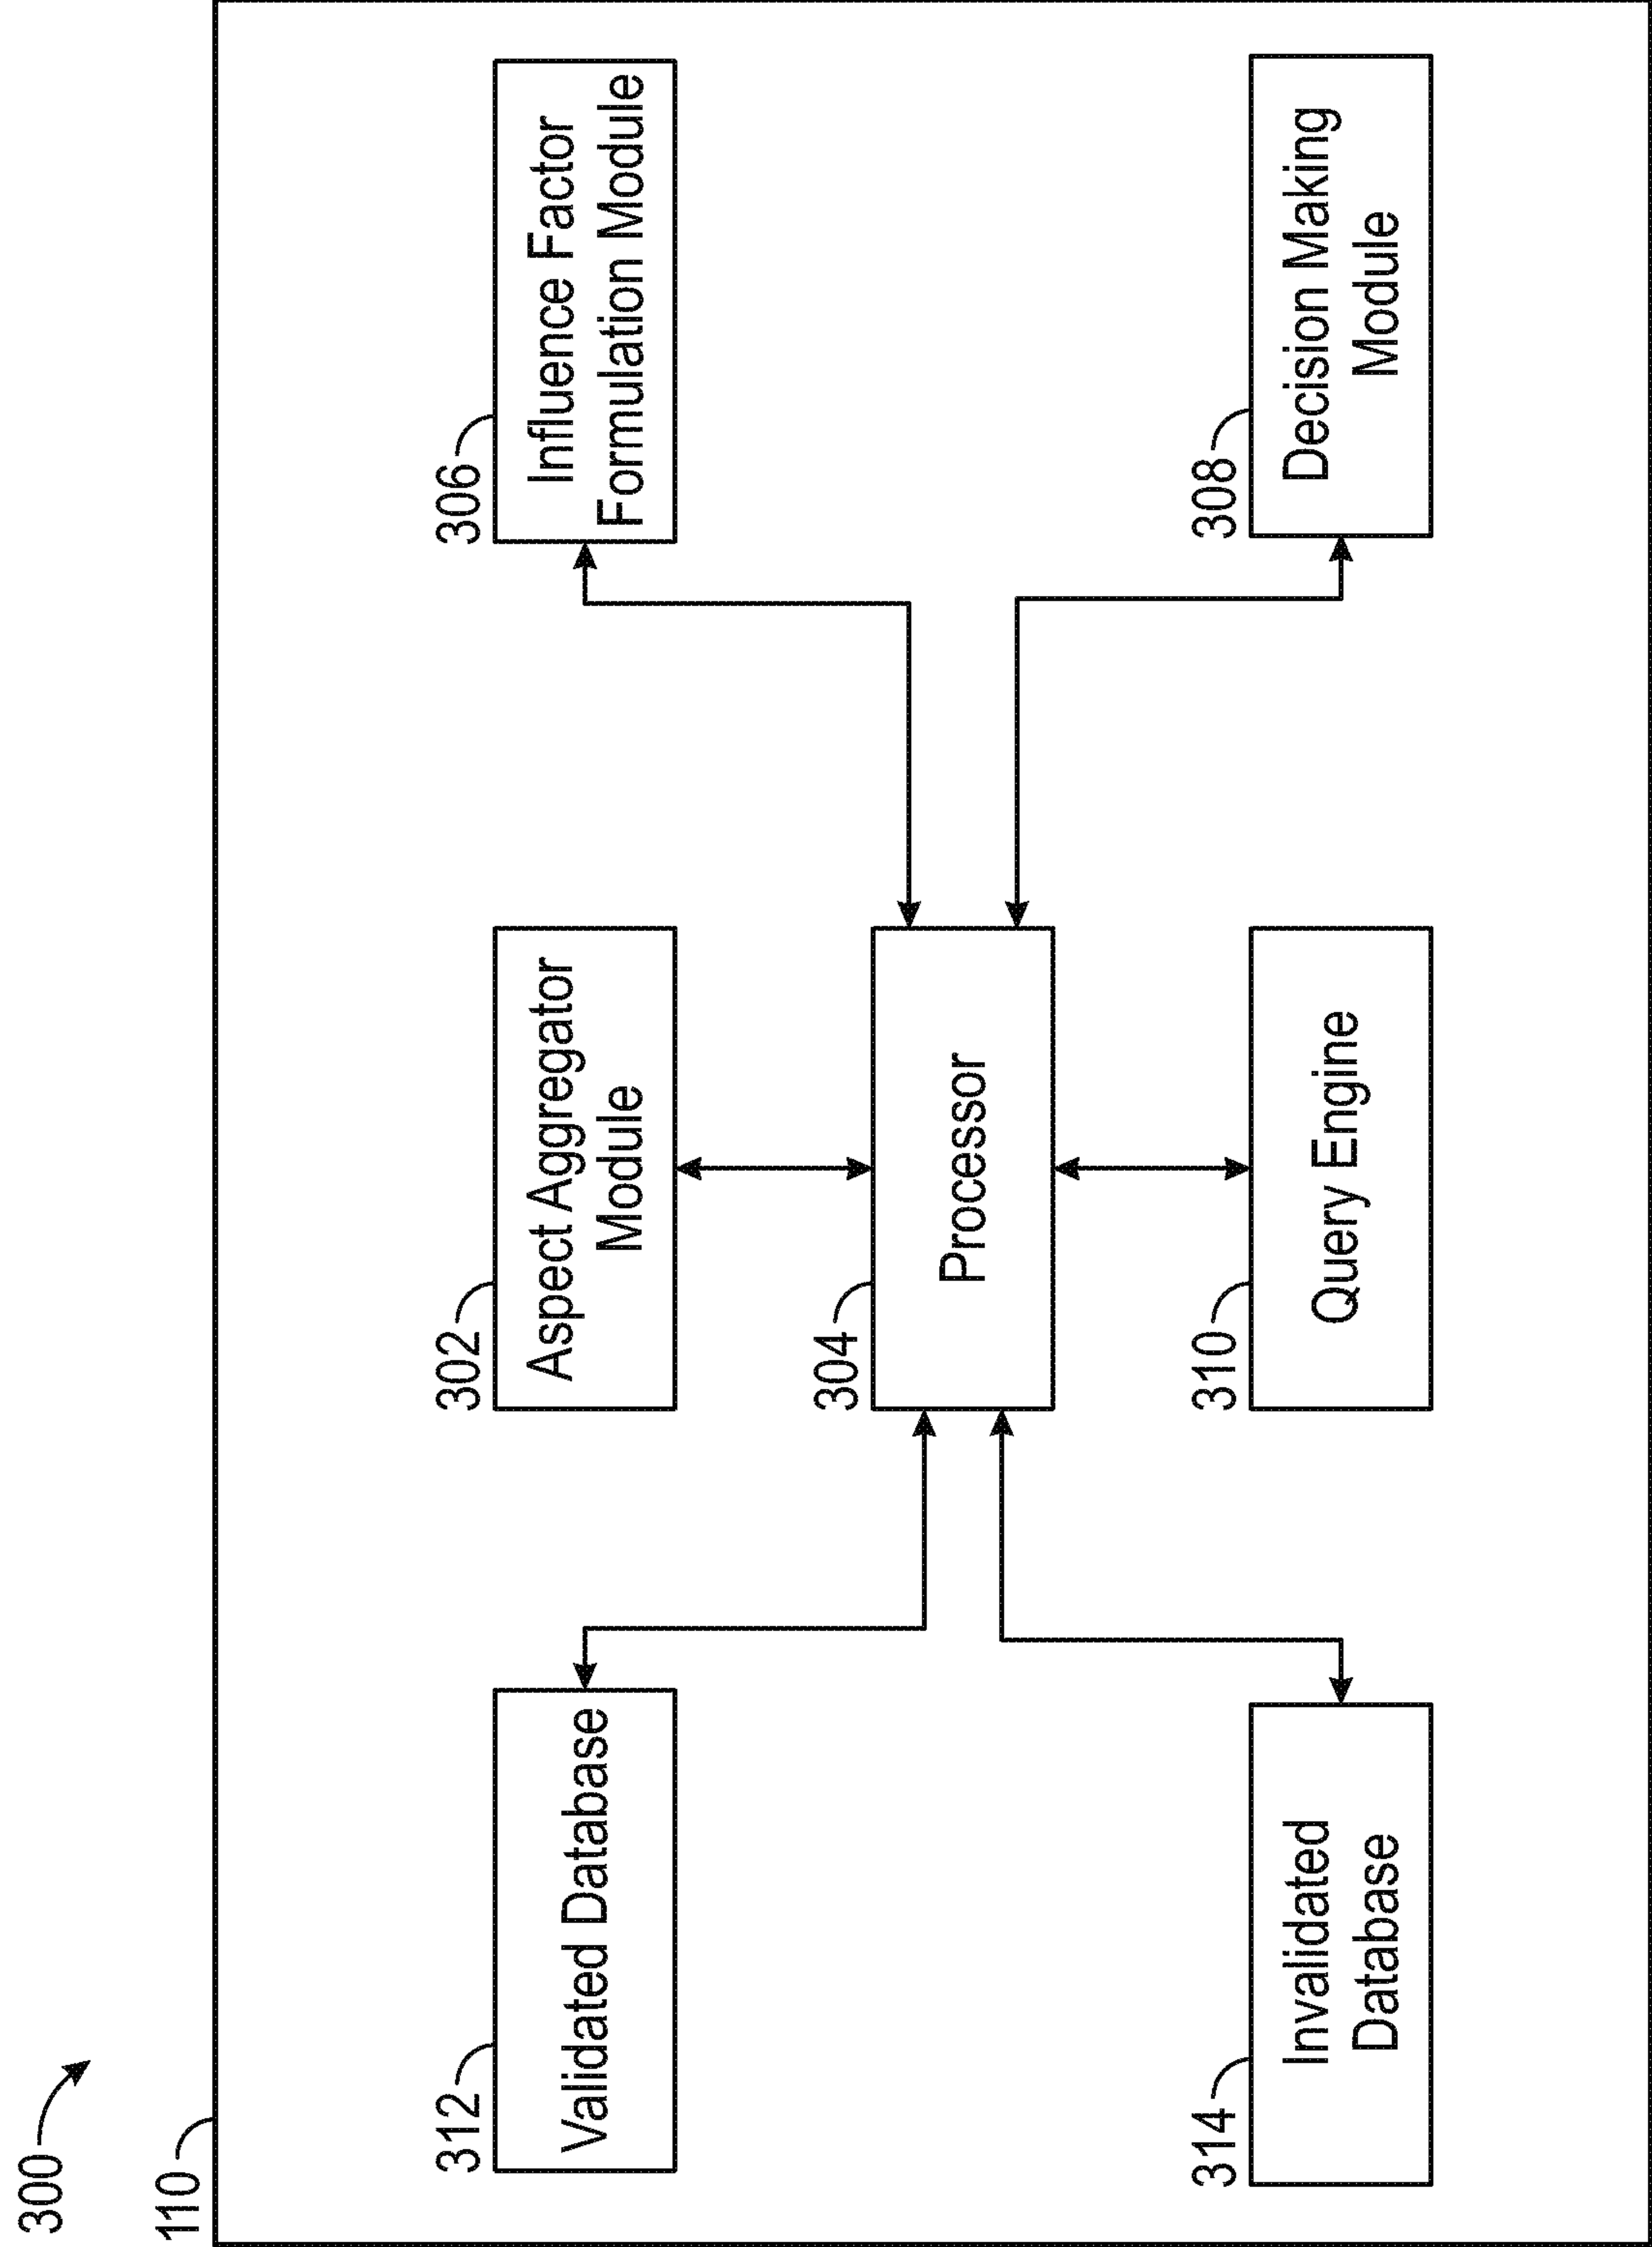 300
110
312
Validated Database
302
Aspect Aggregator
Module
306
Influence Factor
Formulation Module
304
Processor
314
Invalidated
Database
310
Query Engine
308
Decision Making
Module